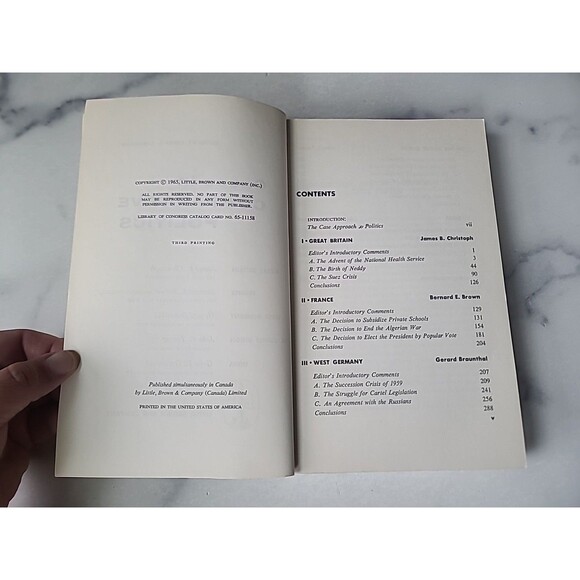 COPYRIGHT © 1965, LITTLE, BROWN AND COMPANY (INC.)
ALL RIGHTS RESERVED. NO PART OF THIS BOOK
MAY BE REPRODUCED IN ANY FORM WITHOUT
PERMISSION IN WRITING FROM THE PUBLISHER.
LIBRARY OF CONGRESS CATALOG CARD NO. 65-11158
THIRD PRINTING
Published simultaneously in Canada
by Little, Brown & Company (Canada) Limited
PRINTED IN THE UNITED STATES OF AMERICA
CONTENTS
INTRODUCTION:
The Case Approach to Politics vii
I • GREAT BRITAIN James B. Christoph
Editor's Introductory Comments 1
A. The Advent of the National Health Service 3
B. The Birth of Neddy 44
C. The Suez Crisis 90
Conclusions 126
II • FRANCE Bernard E. Brown
Editor's Introductory Comments 129
A. The Decision to Subsidize Private Schools 131
B. The Decision to End the Algerian War 154
C. The Decision to Elect the President by Popular Vote 181
Conclusions 204
III • WEST GERMANY Gerard Braunthal
Editor's Introductory Comments 207
A. The Succession Crisis of 1959 209
B. The Struggle for Cartel Legislation 241
C. An Agreement with the Russians 256
Conclusions 288
v